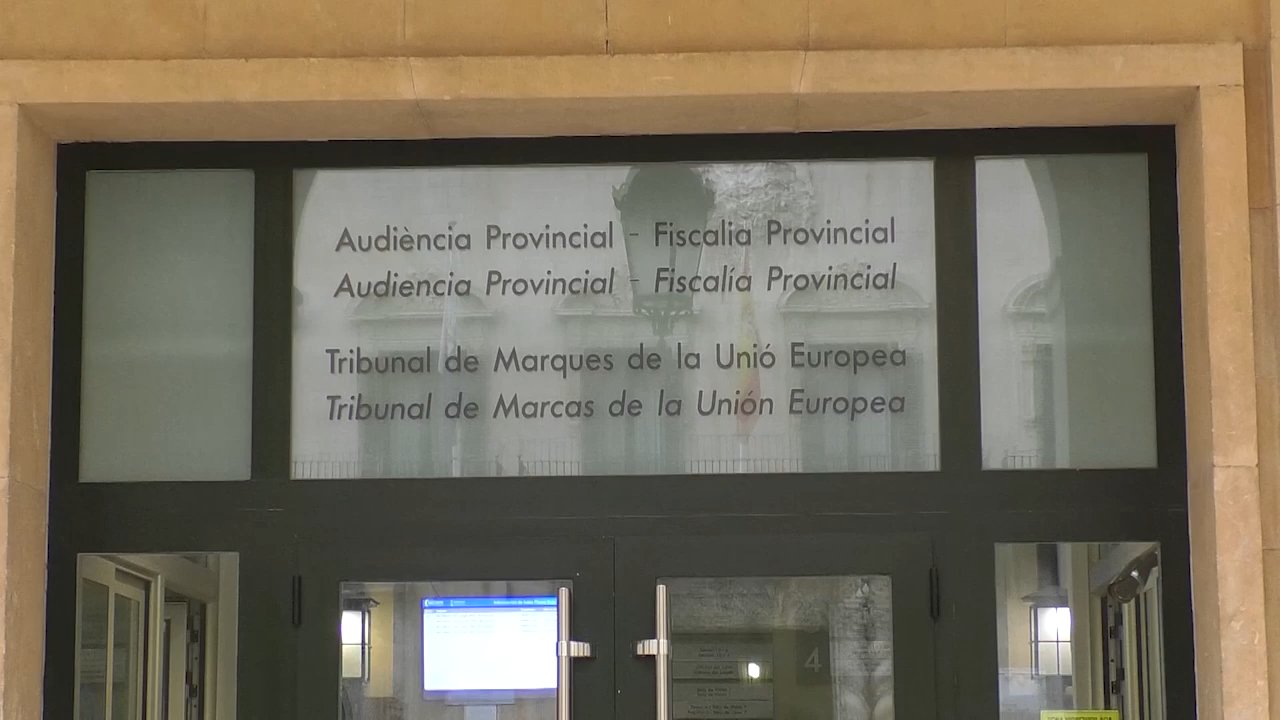 Audiència Provincial - Fiscalia Provincial
Audiencia Provincial - Fiscalía Provincial
Tribunal de Marques de la Unió Europea
Tribunal de Marcas de la Unión Europea
4